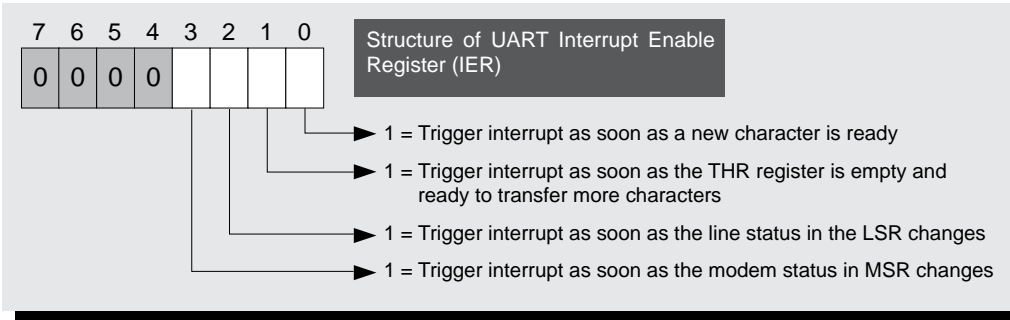 7 6 5 4 3 2 1 0
0 0 0 0
Structure of UART Interrupt Enable
Register (IER)
1 = Trigger interrupt as soon as a new character is ready
1 = Trigger interrupt as soon as the THR register is empty and
ready to transfer more characters
1 = Trigger interrupt as soon as the line status in the LSR changes
1 = Trigger interrupt as soon as the modem status in MSR changes